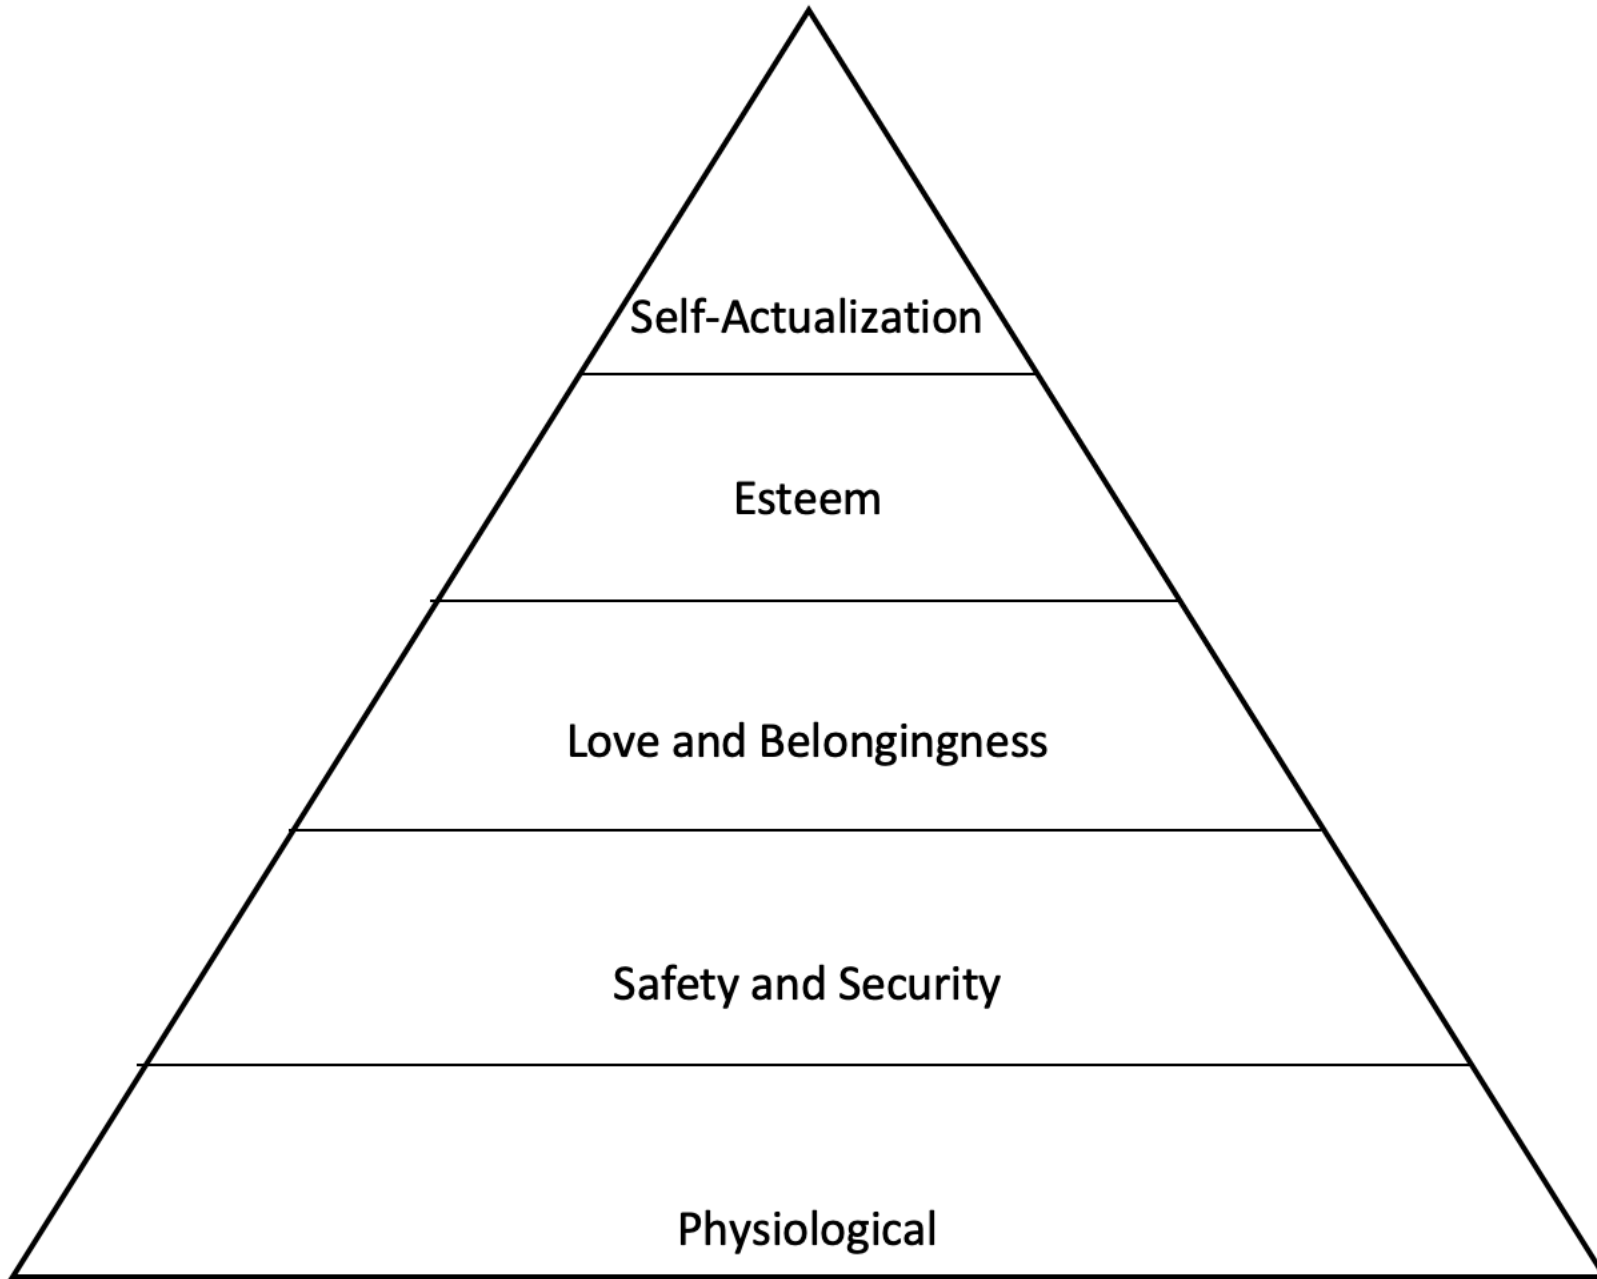 Self-Actualization
Esteem
Love and Belongingness
Safety and Security
Physiological